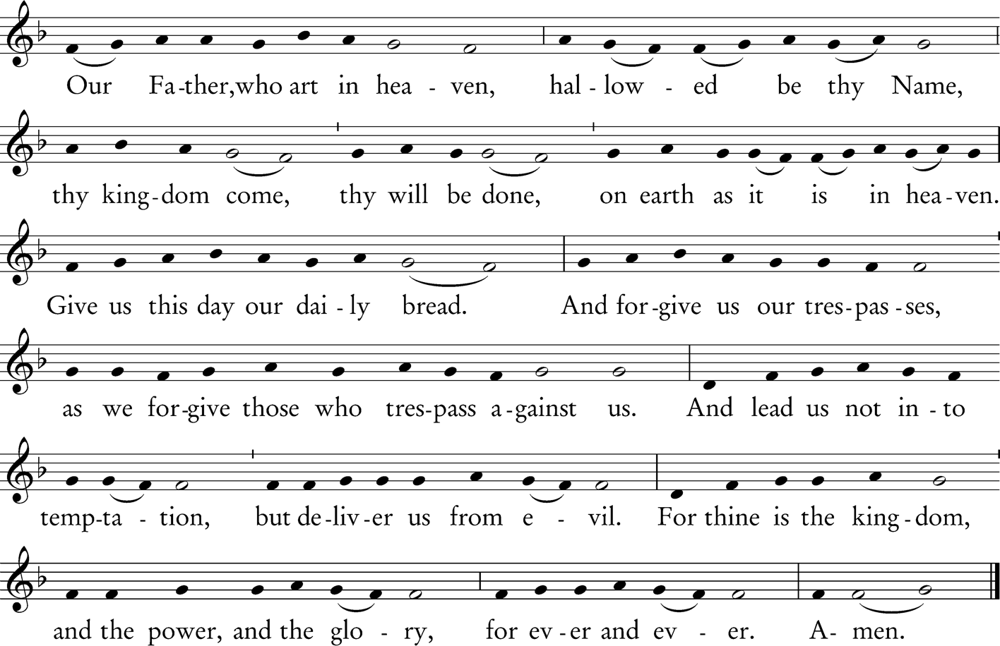 Our Fa-ther, who art in hea - ven, hal - low - ed be thy Name,
thy king-dom come, thy will be done, on earth as it is in hea-ven.
Give us this day our dai - ly bread. And for-give us our tres-pas-ses,
as we for-give those who tres-pass a-gainst us. And lead us not in - to
temp-ta - tion, but de-liv-er us from e - vil. For thine is the king-dom,
and the power, and the glo - ry, for ev-er and ev - er. A- men.